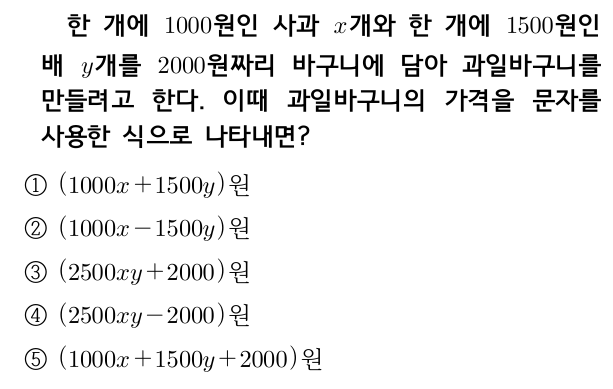 한 개에 1000원인 사과 x개와 한 개에 1500원인
배 y개를 2000원짜리 바구니에 담아 과일바구니를
만들려고 한다. 이때 과일바구니의 가격을 문자를
사용한 식으로 나타내면?
① (1000x+1500y)원
② (1000x-1500y)원
③ (2500xy+2000)원
④ (2500xy-2000)원
⑤ (1000x+1500y+2000)원